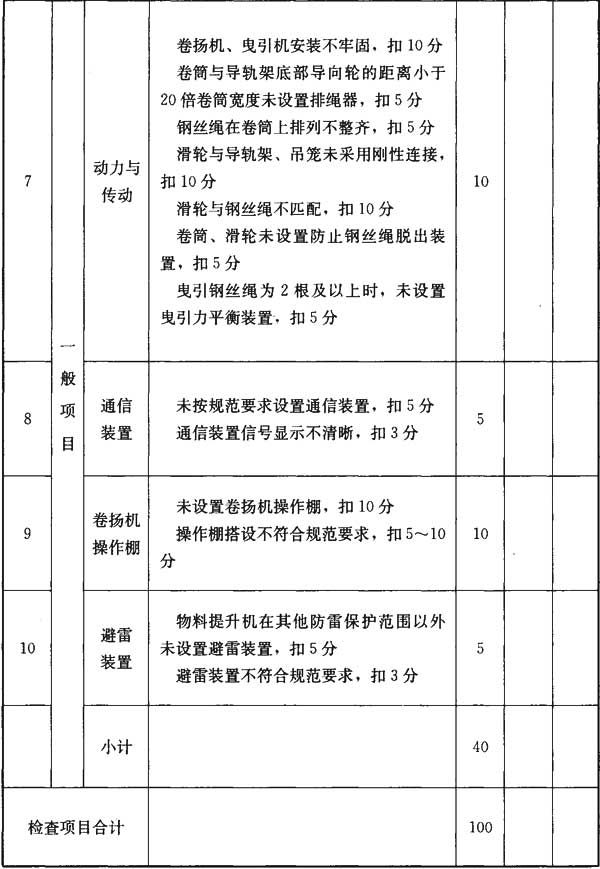 卷扬机、曳引机安装不牢固，扣10分
卷筒与导轨架底部导向轮的距离小于
20倍卷筒宽度未设置排绳器，扣5分
钢丝绳在卷筒上排列不整齐，扣5分
滑轮与导轨架、吊笼未采用刚性连接，
扣10分
滑轮与钢丝绳不匹配，扣10分
卷筒、滑轮未设置防止钢丝绳脱出装
置，扣5分
曳引钢丝绳为2根及以上时，未设置
曳引力平衡装置，扣5分
7
动力与
传动
10
一
般
项
目
8
通信
装置
未按规范要求设置通信装置，扣5分
通信装置信号显示不清晰，扣3分
5
9
卷扬机
操作棚
未设置卷扬机操作棚，扣10分
操作棚搭设不符合规范要求，扣5～10
分
10
10
避雷
装置
物料提升机在其他防雷保护范围以外
未设置避雷装置，扣5分
避雷装置不符合规范要求，扣3分
5
小计
40
检查项目合计
100